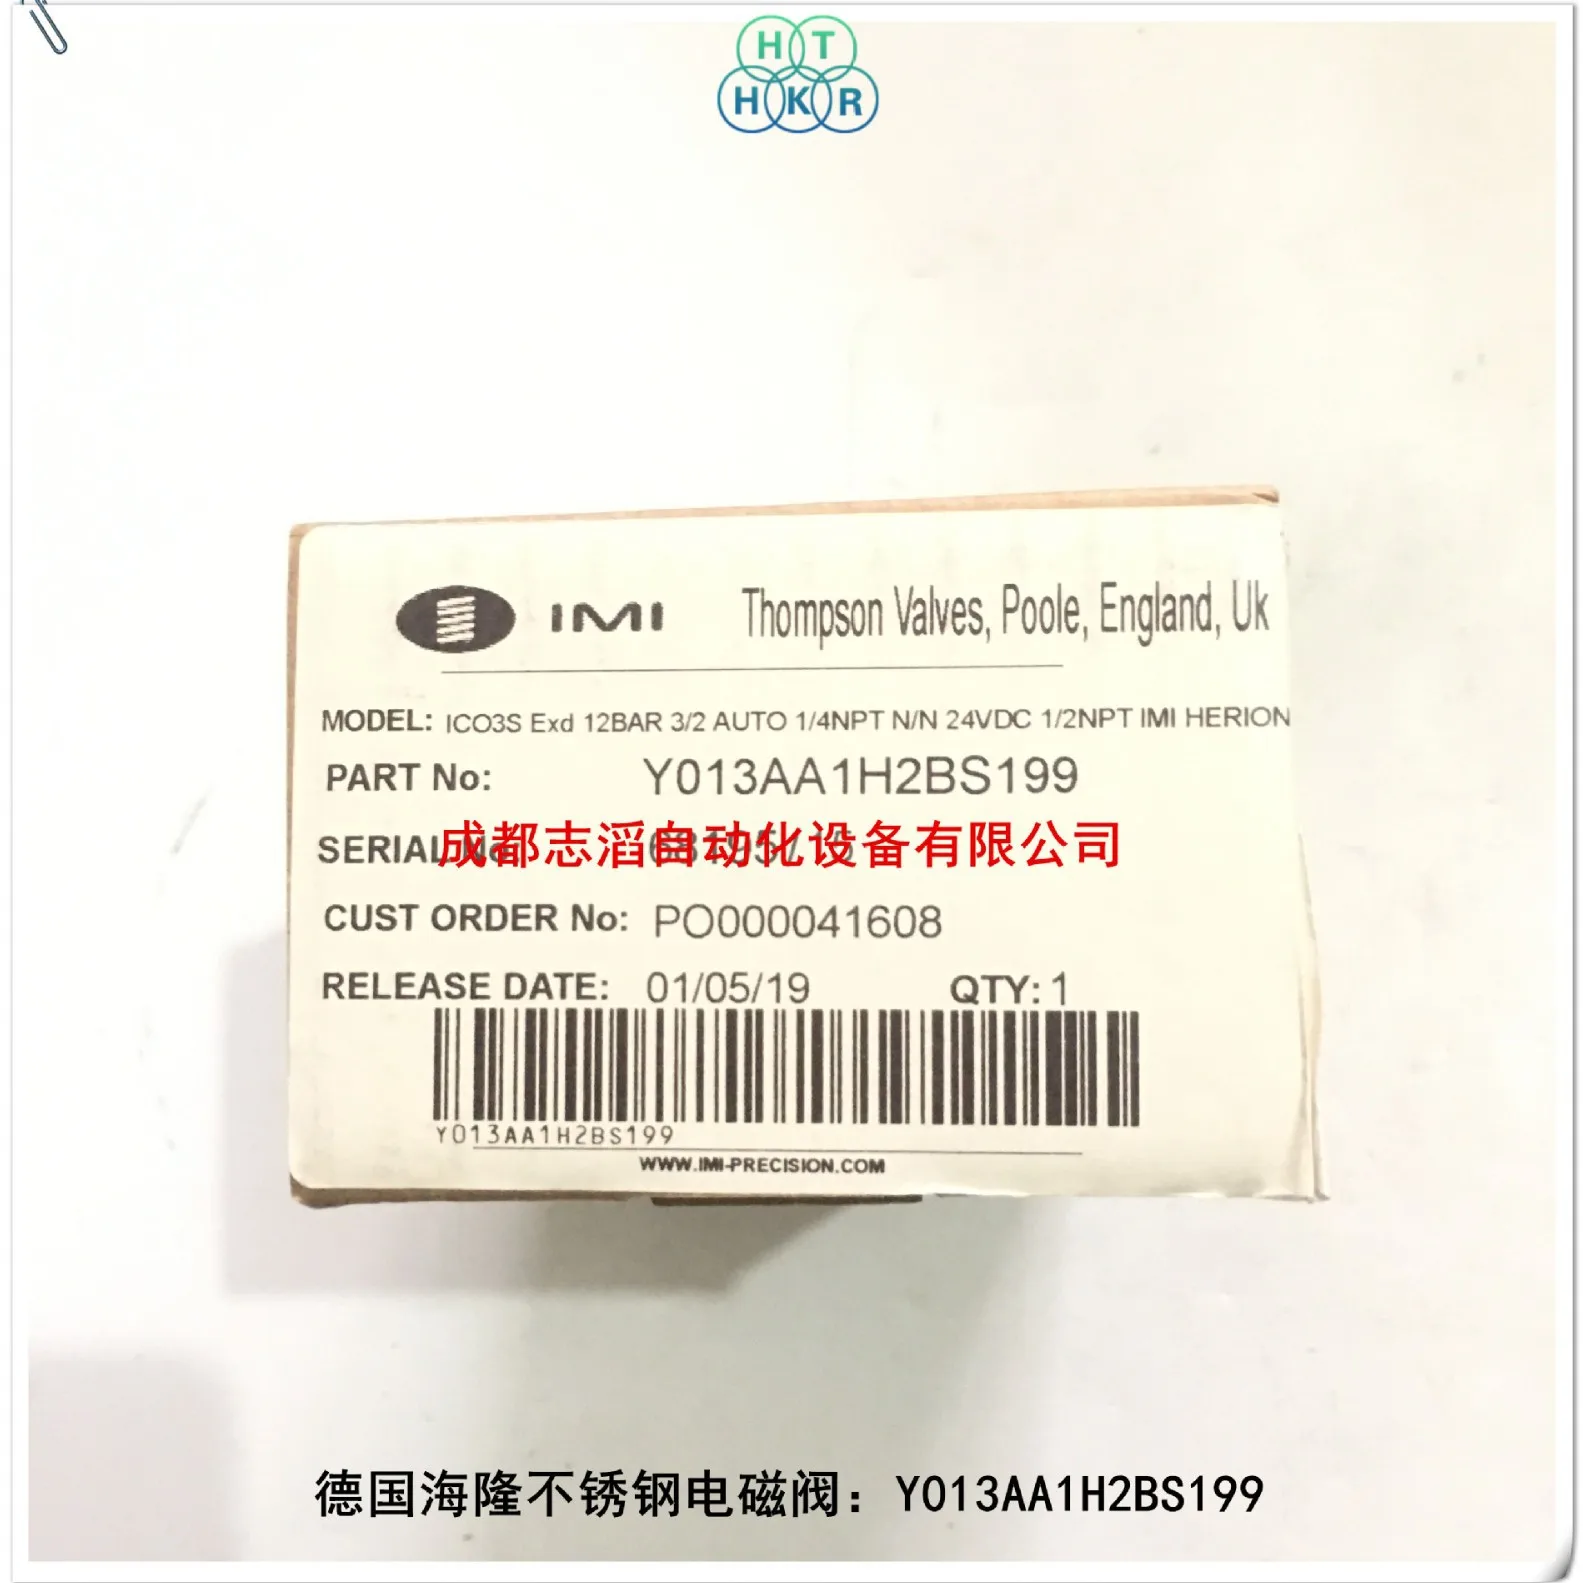 H T
H K R
IMI Thompson Valves, Poole, England, Uk
MODEL: ICO3S Exd 12BAR 3/2 AUTO 1/4NPT N/N 24VDC 1/2NPT IMI HERION
PART No: Y013AA1H2BS199
SERIAL
成都志滔自动化设备有限公司
CUST ORDER No: PO000041608
RELEASE DATE: 01/05/19 QTY: 1
Y013AA1H2BS199
WWW.IMI-PRECISION.COM
德国海隆不锈钢电磁阀：Y013AA1H2BS199